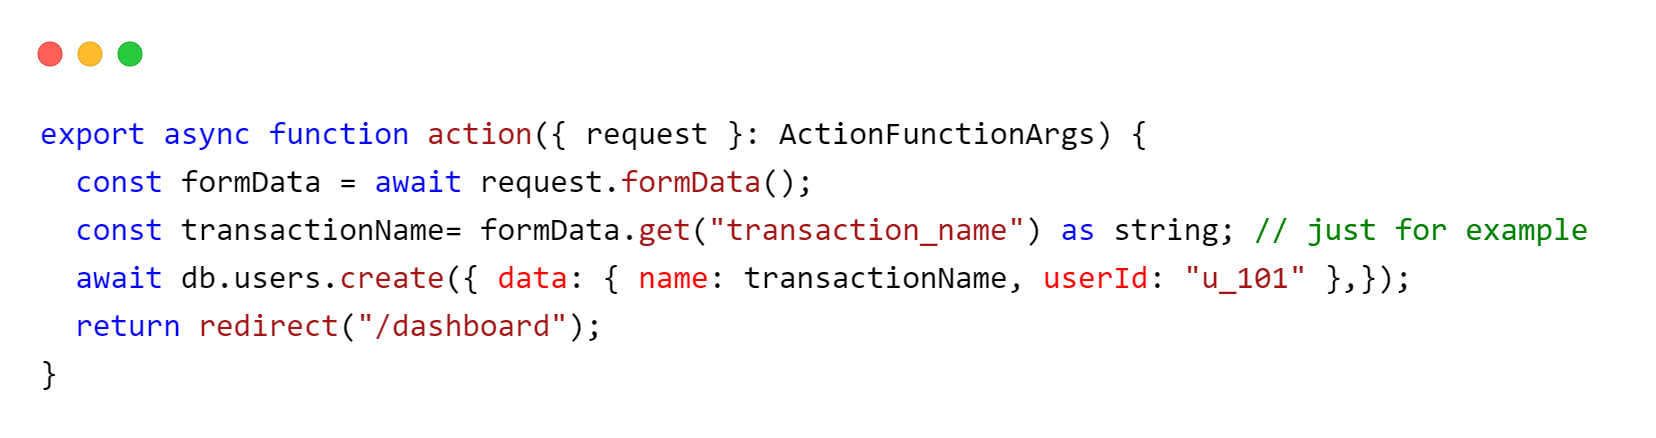 export async function action({ request }: ActionFunctionArgs) {
  const formData = await request.formData();
  const transactionName= formData.get("transaction_name") as string; // just for example
  await db.users.create({ data: { name: transactionName, userId: "u_101" },});
  return redirect("/dashboard");
}